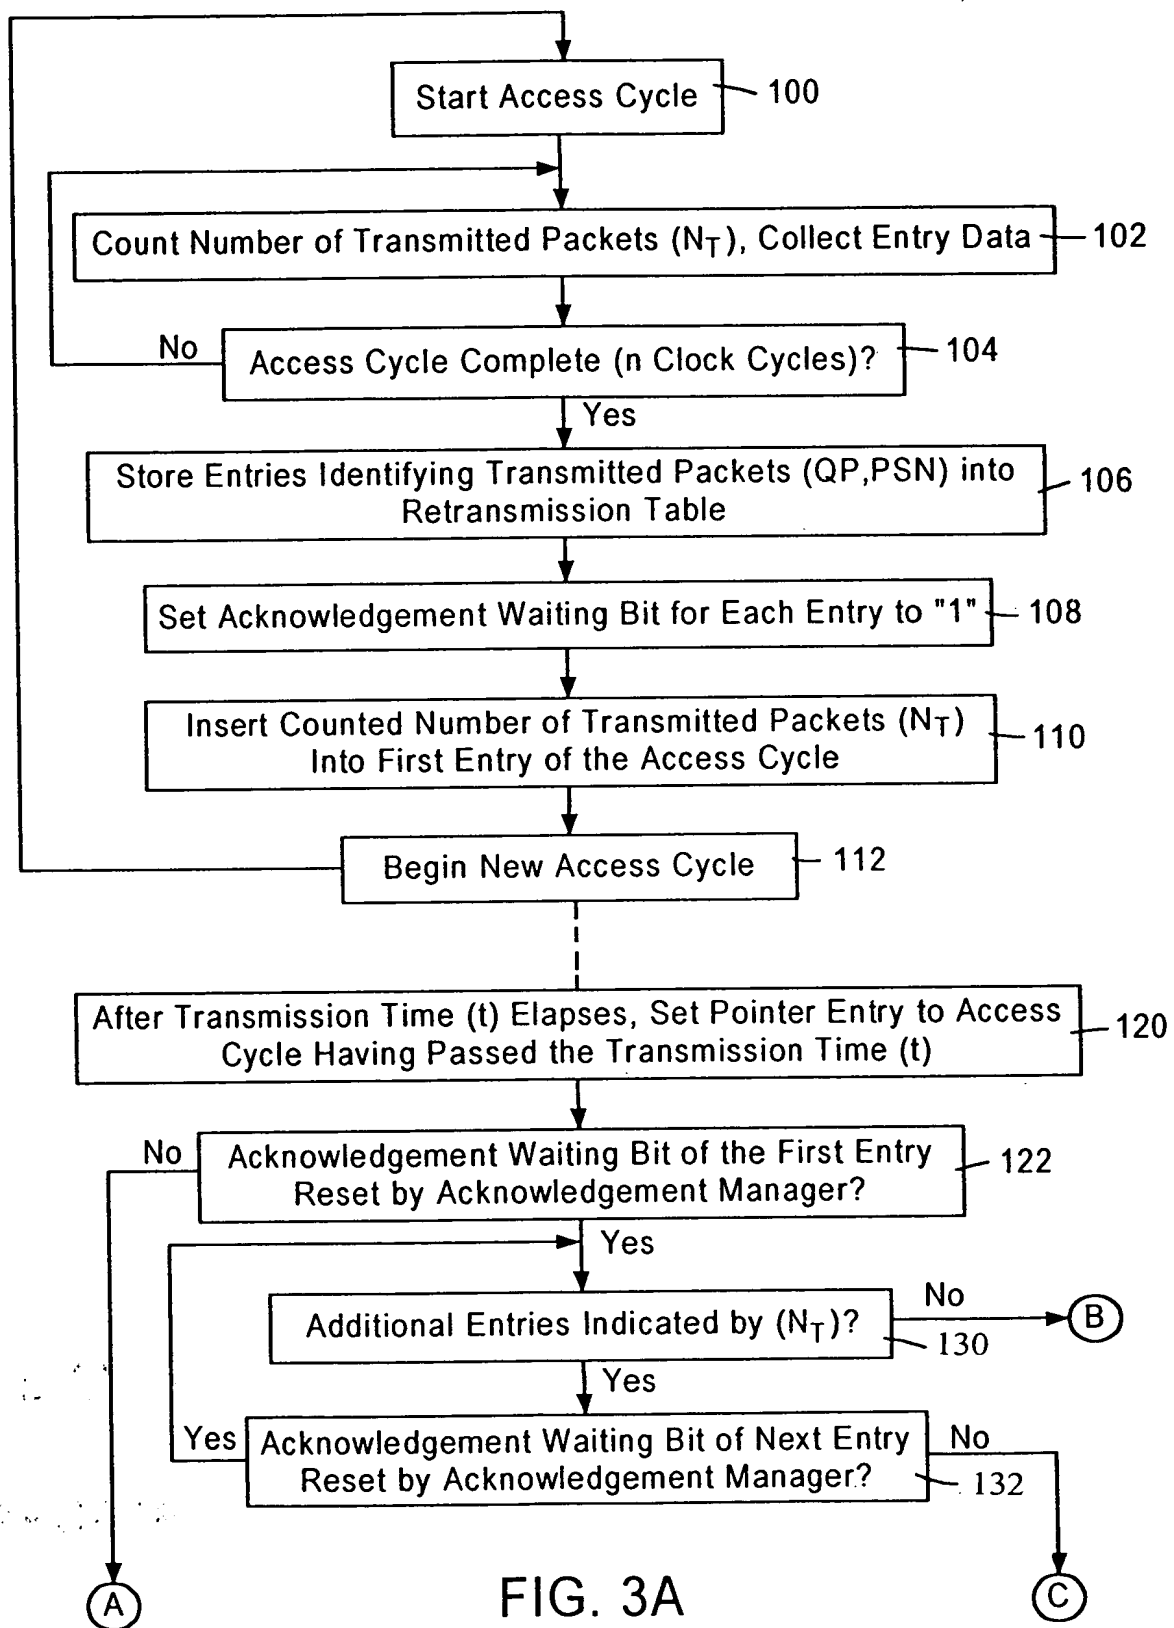 Start Access Cycle
100
Count Number of Transmitted Packets (NT), Collect Entry Data
102
No
Access Cycle Complete (n Clock Cycles)?
104
Yes
Store Entries Identifying Transmitted Packets (QP,PSN) into
Retransmission Table
106
Set Acknowledgement Waiting Bit for Each Entry to "1"
108
Insert Counted Number of Transmitted Packets (NT)
Into First Entry of the Access Cycle
110
Begin New Access Cycle
112
After Transmission Time (t) Elapses, Set Pointer Entry to Access
Cycle Having Passed the Transmission Time (t)
120
No
Acknowledgement Waiting Bit of the First Entry
Reset by Acknowledgement Manager?
122
Yes
Additional Entries Indicated by (NT)?
130
No
B
Yes
Yes
Acknowledgement Waiting Bit of Next Entry
Reset by Acknowledgement Manager?
132
No
A
FIG. 3A
C